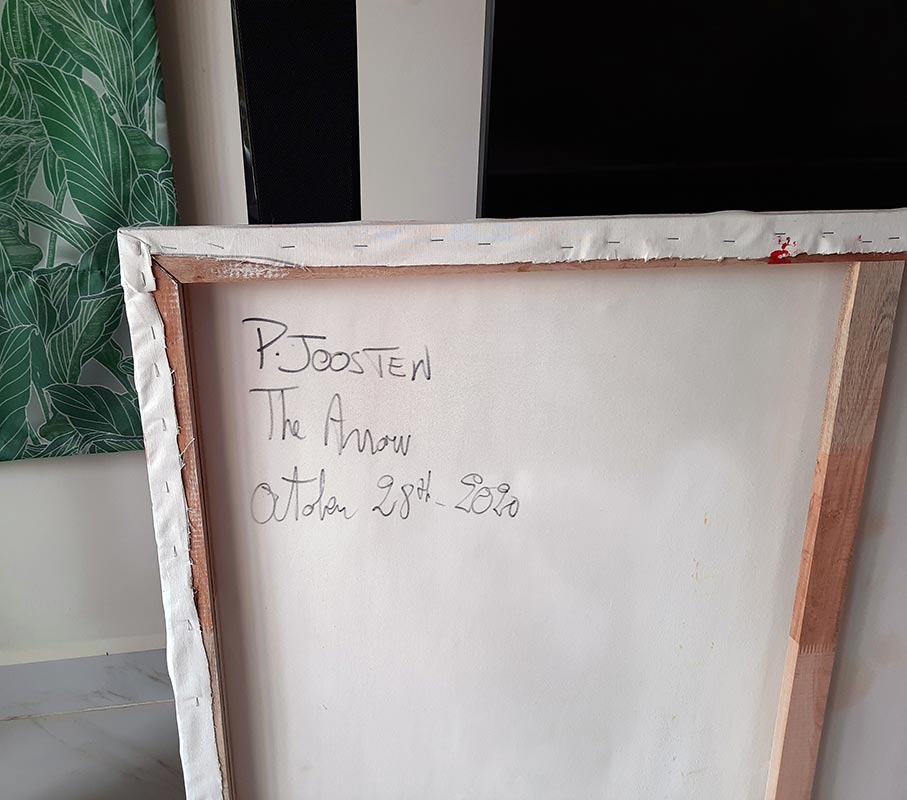 P. JOOSTEN
The Arrow
October 28th - 2020